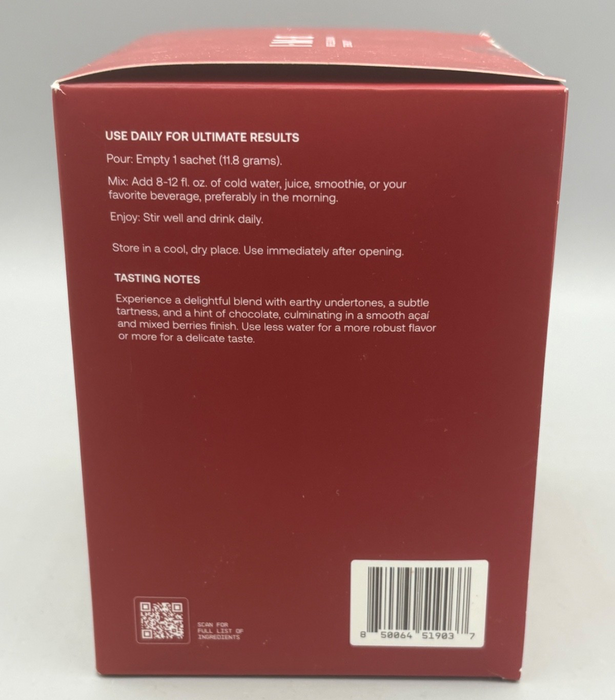 USE DAILY FOR ULTIMATE RESULTS
Pour: Empty 1 sachet (11.8 grams).
Mix: Add 8-12 fl. oz. of cold water, juice, smoothie, or your
favorite beverage, preferably in the morning.
Enjoy: Stir well and drink daily.
Store in a cool, dry place. Use immediately after opening.
TASTING NOTES
Experience a delightful blend with earthy undertones, a subtle
tartness, and a hint of chocolate, culminating in a smooth açaí
and mixed berries finish. Use less water for a more robust flavor
or more for a delicate taste.
SCAN FOR
FULL LIST OF
INGREDIENTS
8 50064 51903 7